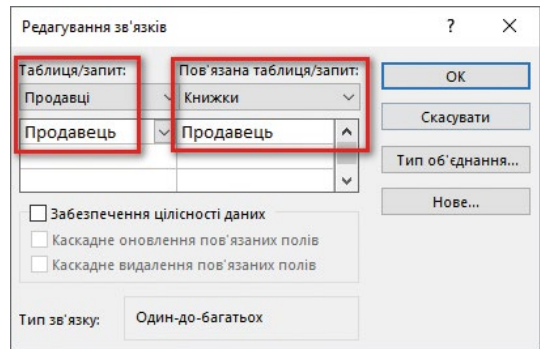 Редагування зв'язків ? ×
Таблиця/запит: Пов'язана таблиця/запит:
Продавці Книжки
Продавець Продавець
ОК
Скасувати
Тип об'єднання...
Нове...
Забезпечення цілісності даних
Каскадне оновлення пов'язаних полів
Каскадне видалення пов'язаних полів
Тип зв'язку: Один-до-багатьох